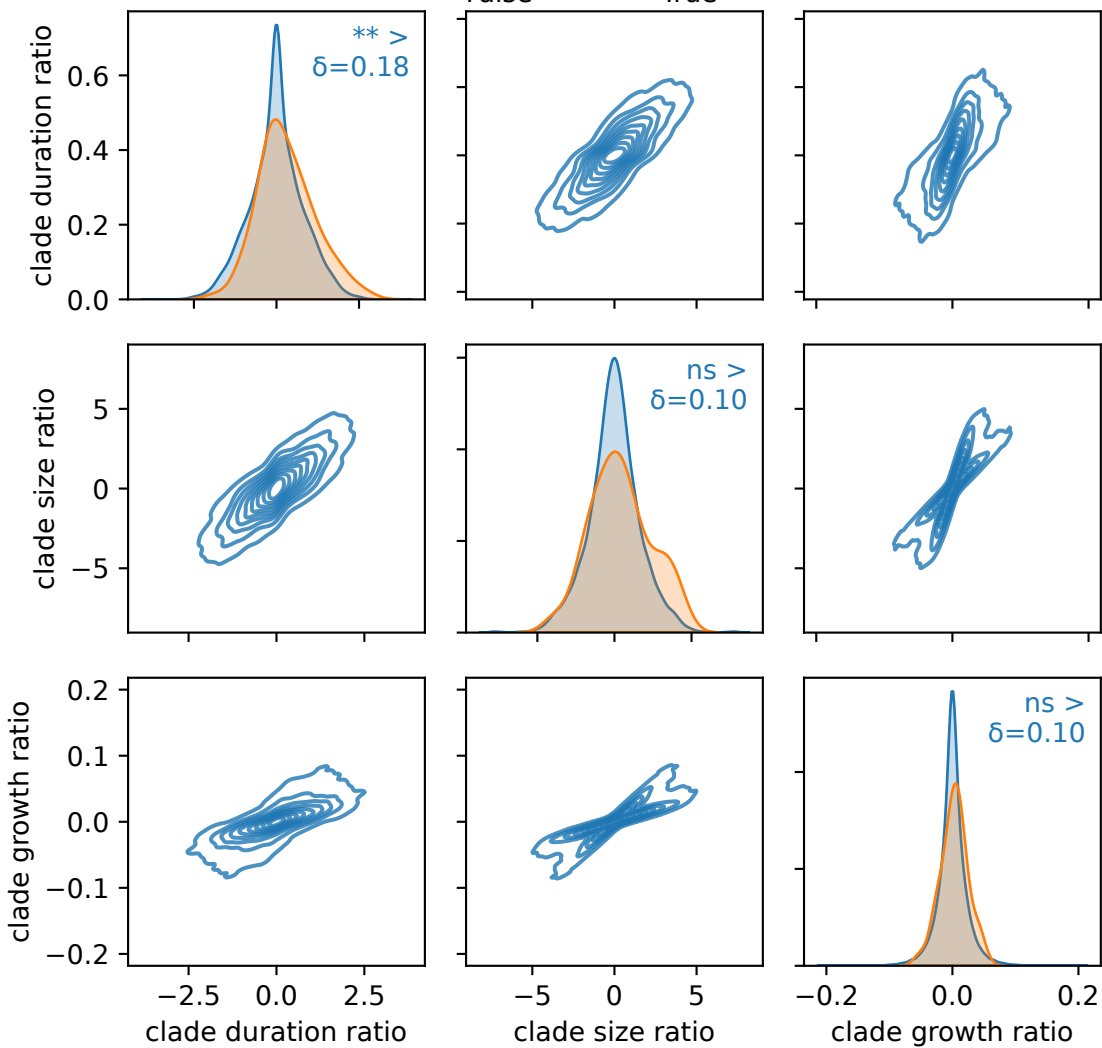 clade duration ratio
0.6
0.4
0.2
0.0
** >
δ=0.18
clade size ratio
5
0
−5
ns >
δ=0.10
clade growth ratio
0.2
0.1
0.0
−0.1
−0.2
ns >
δ=0.10
−2.5 0.0 2.5
−5 0 5
−0.2 0.0 0.2
clade duration ratio
clade size ratio
clade growth ratio